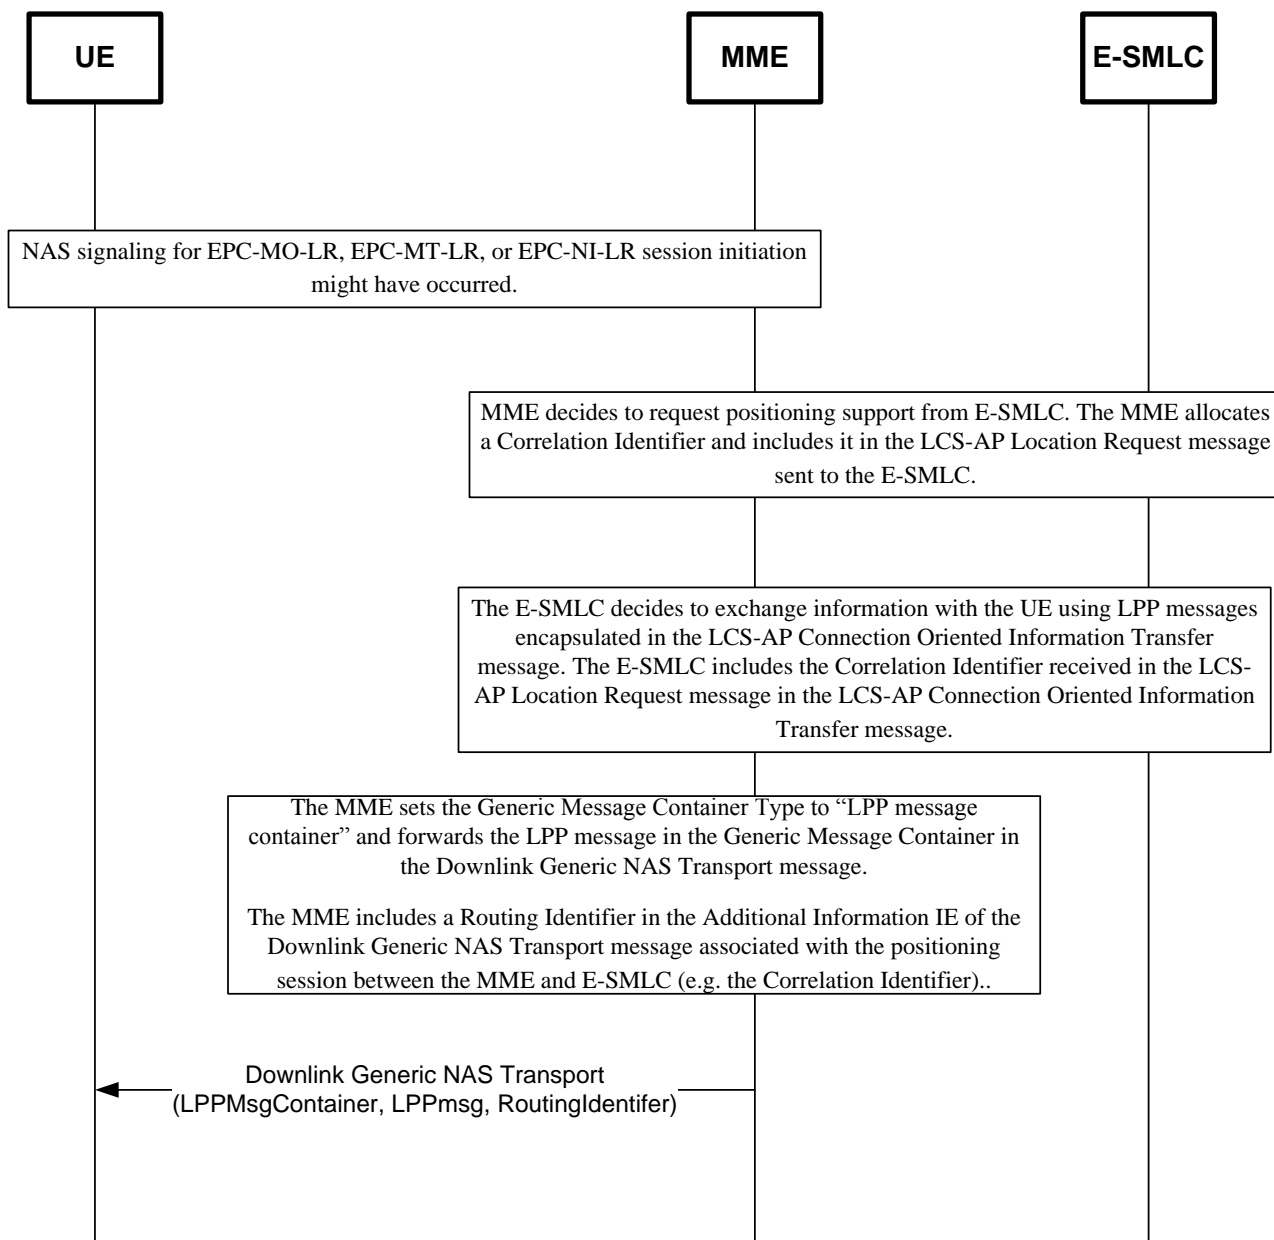 UE
MME
E-SMLC
NAS signaling for EPC-MO-LR, EPC-MT-LR, or EPC-NI-LR session initiation
might have occurred.
MME decides to request positioning support from E-SMLC. The MME allocates
a Correlation Identifier and includes it in the LCS-AP Location Request message
sent to the E-SMLC.
The E-SMLC decides to exchange information with the UE using LPP messages
encapsulated in the LCS-AP Connection Oriented Information Transfer
message. The E-SMLC includes the Correlation Identifier received in the LCS-
AP Location Request message in the LCS-AP Connection Oriented Information
Transfer message.
The MME sets the Generic Message Container Type to “LPP message
container” and forwards the LPP message in the Generic Message Container in
the Downlink Generic NAS Transport message.
The MME includes a Routing Identifier in the Additional Information IE of the
Downlink Generic NAS Transport message associated with the positioning
session between the MME and E-SMLC (e.g. the Correlation Identifier)..
Downlink Generic NAS Transport
(LPPMsgContainer, LPPmsg, RoutingIdentifer)